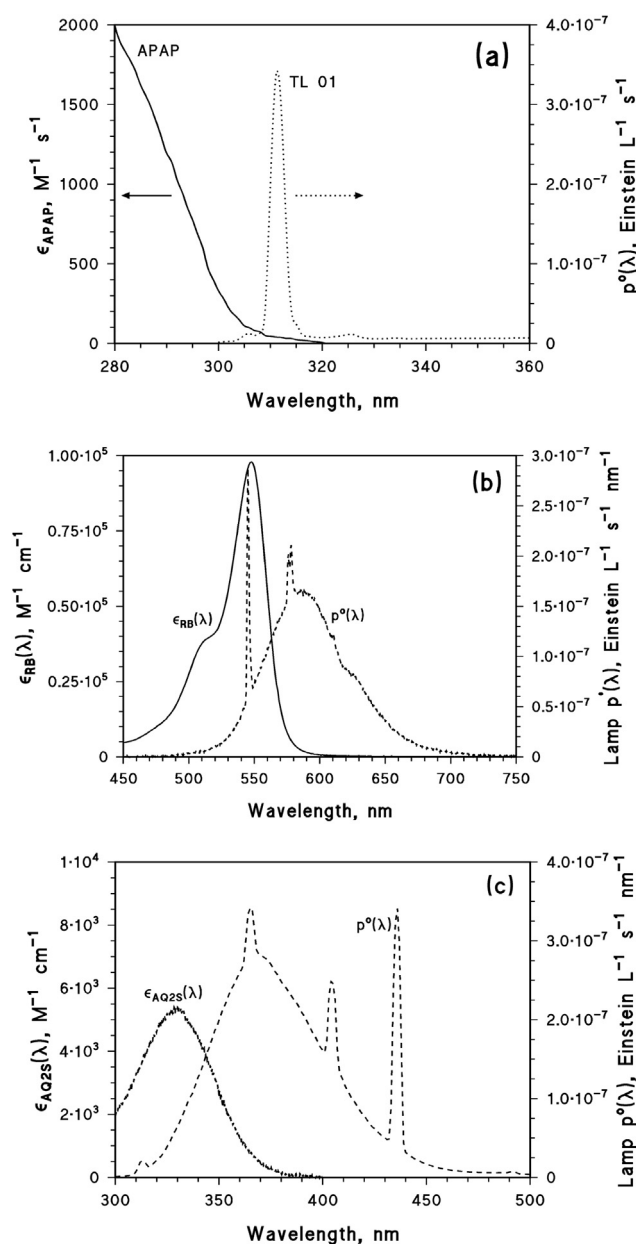 (a)
APAP
TL 01
2000
1500
1000
500
0
4.0·10⁻⁷
3.0·10⁻⁷
2.0·10⁻⁷
1.0·10⁻⁷
0
280 300 320 340 360
ϵAPAP, M⁻¹ s⁻¹
p°(λ), Einstein L⁻¹ s⁻¹
Wavelength, nm
(b)
ϵRB(λ)
p°(λ)
1.00·10⁵
0.75·10⁵
0.50·10⁵
0.25·10⁵
0
3.0·10⁻⁷
2.5·10⁻⁷
2.0·10⁻⁷
1.5·10⁻⁷
1.0·10⁻⁷
0.5·10⁻⁷
0
450 500 550 600 650 700 750
ϵRB(λ), M⁻¹ cm⁻¹
Lamp p°(λ), Einstein L⁻¹ s⁻¹ nm⁻¹
Wavelength, nm
(c)
p°(λ)
ϵAQ2S(λ)
1·10⁴
8·10³
6·10³
4·10³
2·10³
0
4.0·10⁻⁷
3.0·10⁻⁷
2.0·10⁻⁷
1.0·10⁻⁷
0
300 350 400 450 500
ϵAQ2S(λ), M⁻¹ cm⁻¹
Lamp p°(λ), Einstein L⁻¹ s⁻¹ nm⁻¹
Wavelength, nm